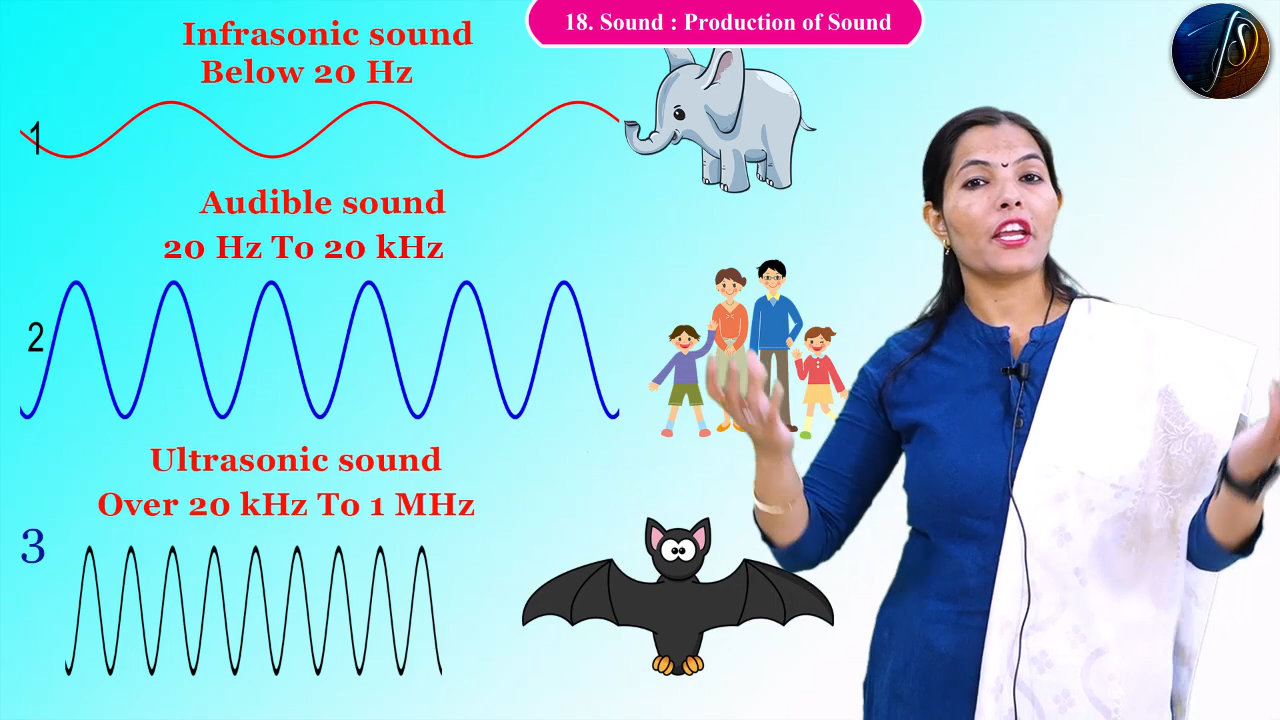 18. Sound : Production of Sound
Infrasonic sound
Below 20 Hz
1
Audible sound
20 Hz To 20 kHz
2
Ultrasonic sound
Over 20 kHz To 1 MHz
3